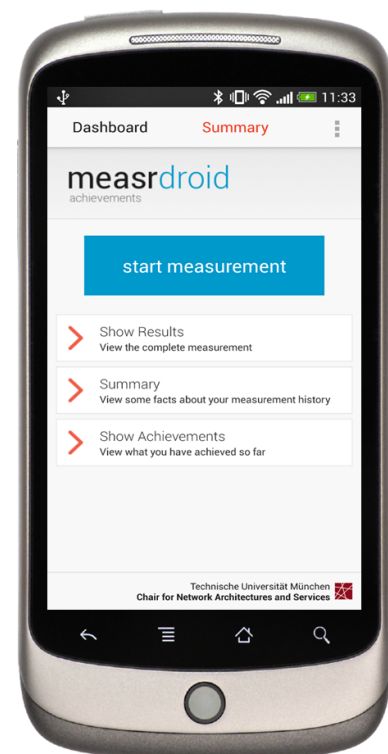 11:33
Dashboard Summary
measrdroid
achievements
start measurement
Show Results
View the complete measurement
Summary
View some facts about your measurement history
Show Achievements
View what you have achieved so far
Technische Universität München
Chair for Network Architectures and Services